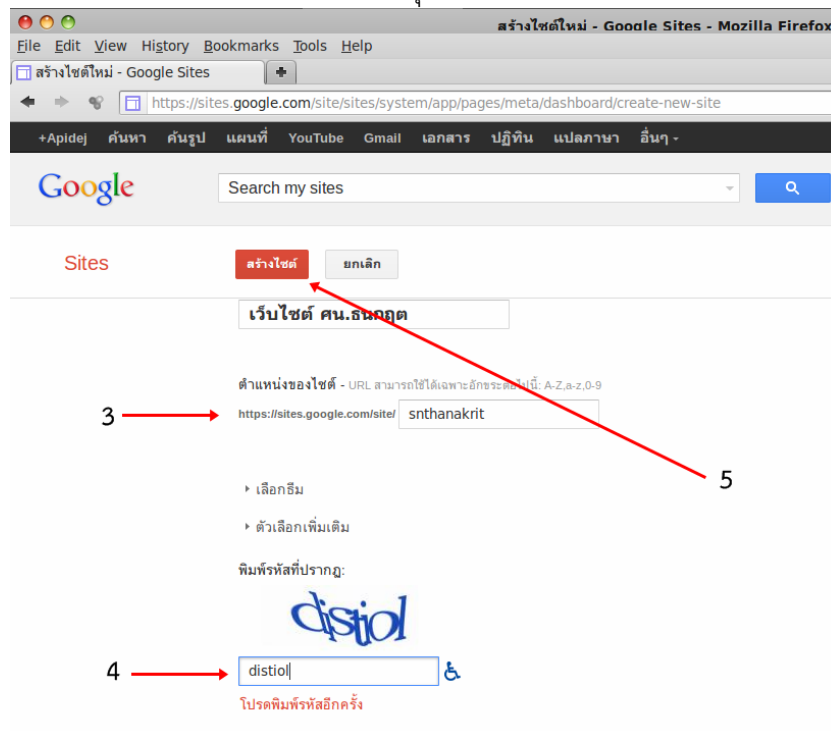 สร้างไซต์ใหม่ - Google Sites - Mozilla Firefox
File Edit View History Bookmarks Tools Help
สร้างไซต์ใหม่ - Google Sites
https://sites.google.com/site/sites/system/app/pages/meta/dashboard/create-new-site
+Apidej ค้นหา ค้นรูป แผนที่ YouTube Gmail เอกสาร ปฏิทิน แปลภาษา อื่นๆ
Google Search my sites
Sites สร้างไซต์ ยกเลิก
เว็บไซต์ ศน.ธนกฤต
ตำแหน่งของไซต์ - URL สามารถใช้ได้เฉพาะอักขระต่อไปนี้: A-Z,a-z,0-9
3 https://sites.google.com/site/ snthanakrit
5
เลือกธีม
ตัวเลือกเพิ่มเติม
พิมพ์รหัสที่ปรากฏ:
distiol
4 distiol
โปรดพิมพ์รหัสอีกครั้ง